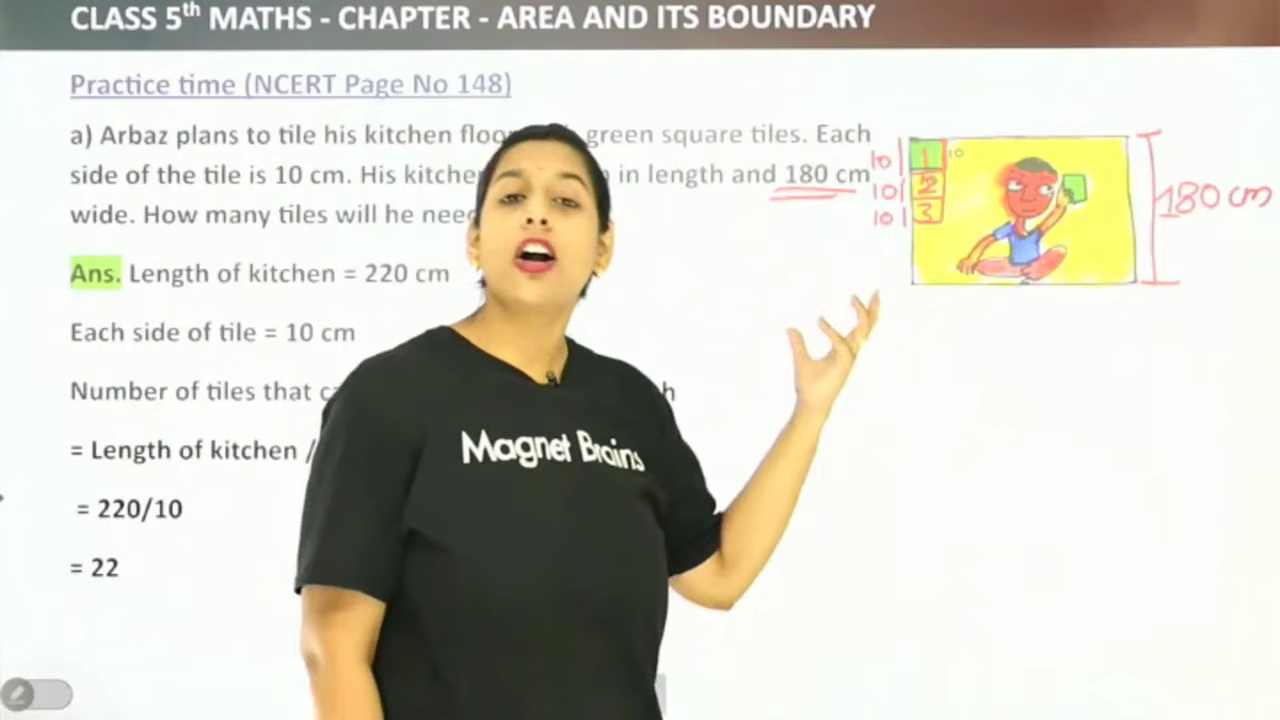 CLASS 5th MATHS - CHAPTER - AREA AND ITS BOUNDARY
Practice time (NCERT Page No 148)
a) Arbaz plans to tile his kitchen green square tiles. Each
side of the tile is 10 cm. His in length and 180 cm
wide. How many tiles will he
Ans. Length of kitchen = 220 cm
Each side of tile = 10 cm
Number of tiles that
= Length of kitchen /
= 220/10
= 22
10 1 10
10 2
10 3
180 cm
Magnet Brains